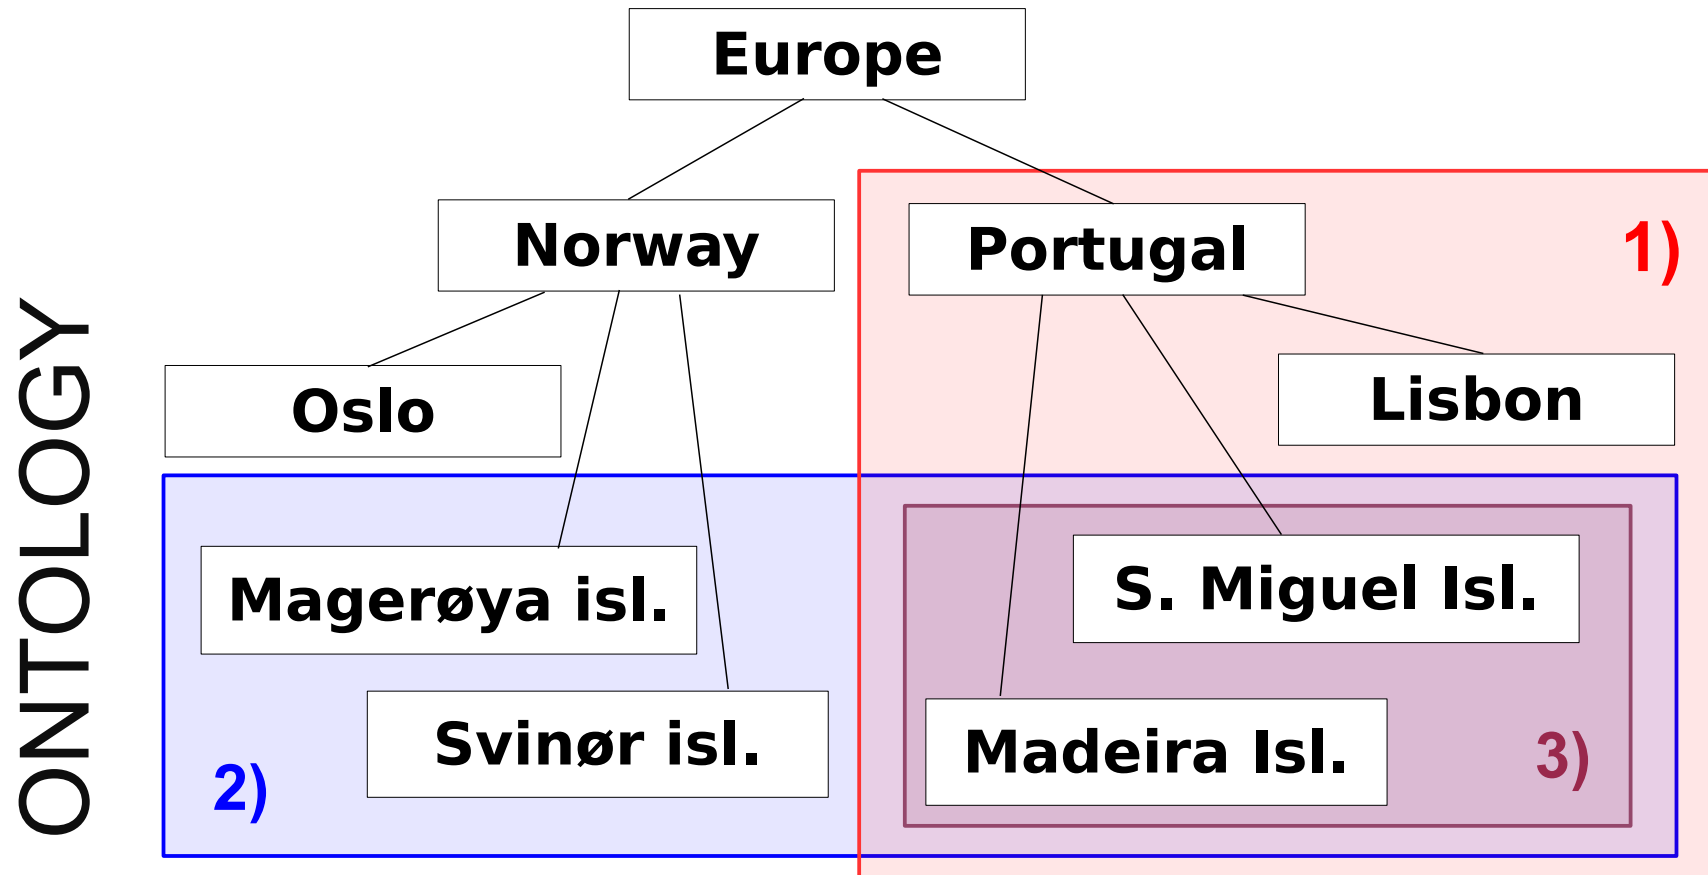 ONTOLOGY
Europe
Norway
Portugal
1)
Oslo
Lisbon
Magerøya isl.
S. Miguel Isl.
Svinør isl.
Madeira Isl.
2)
3)